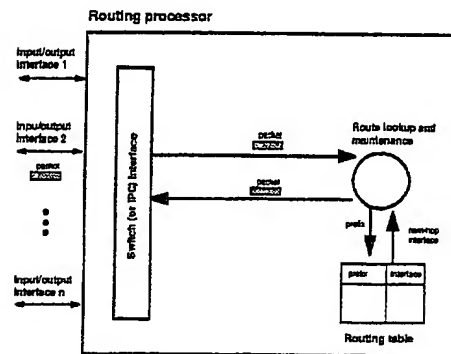 Routing processor
Input/output
interface 1
Input/output
interface 2
packet
Input/output
interface n
Switch (or IPC) interface
packet
packet
Route lookup and
maintenance
prefix
next-hop
interface
prefix
interface
Routing table